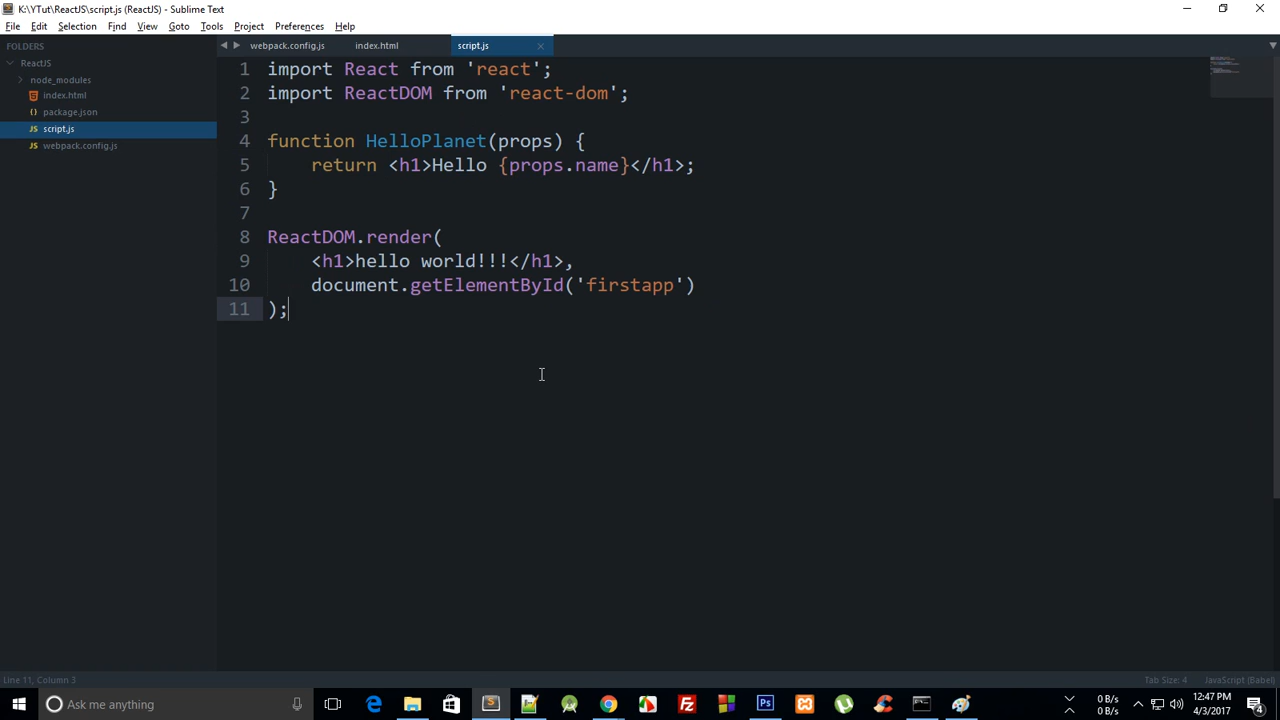 K:\YTut\ReactJS\script.js (ReactJS) - Sublime Text
File Edit Selection Find View Goto Tools Project Preferences Help
FOLDERS
ReactJS
node_modules
index.html
package.json
script.js
webpack.config.js
webpack.config.js index.html script.js
1 import React from 'react';
2 import ReactDOM from 'react-dom';
3
4 function HelloPlanet(props) {
5 return <h1>Hello {props.name}</h1>;
6 }
7
8 ReactDOM.render(
9 <h1>hello world!!!</h1>,
10 document.getElementById('firstapp')
11 );
Line 11, Column 3
Tab Size: 4 JavaScript (Babel)
Ask me anything
0 B/s
0 B/s
12:47 PM
4/3/2017
4